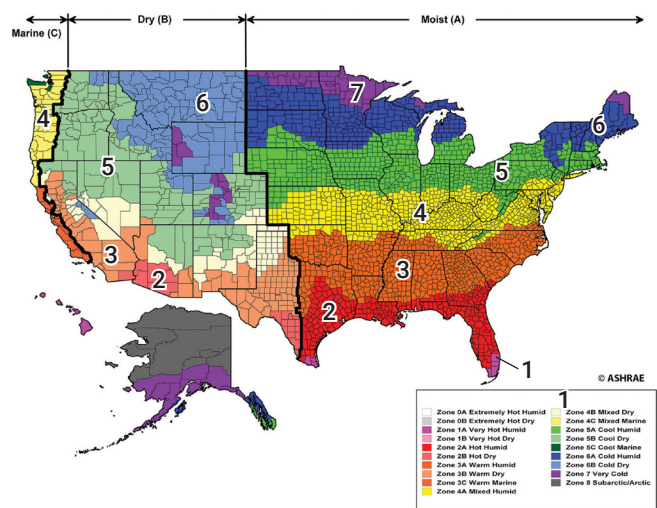 Marine (C) Dry (B) Moist (A)
7
6
4
6
5
5
4
3
3
2
2
1
© ASHRAE
1
Zone 0A Extremely Hot Humid
Zone 0B Extremely Hot Dry
Zone 1A Very Hot Humid
Zone 1B Very Hot Dry
Zone 2A Hot Humid
Zone 2B Hot Dry
Zone 3A Warm Humid
Zone 3B Warm Dry
Zone 3C Warm Marine
Zone 4A Mixed Humid
Zone 4B Mixed Dry
Zone 4C Mixed Marine
Zone 5A Cool Humid
Zone 5B Cool Dry
Zone 5C Cool Marine
Zone 6A Cold Humid
Zone 6B Cold Dry
Zone 7 Very Cold
Zone 8 Subarctic/Arctic